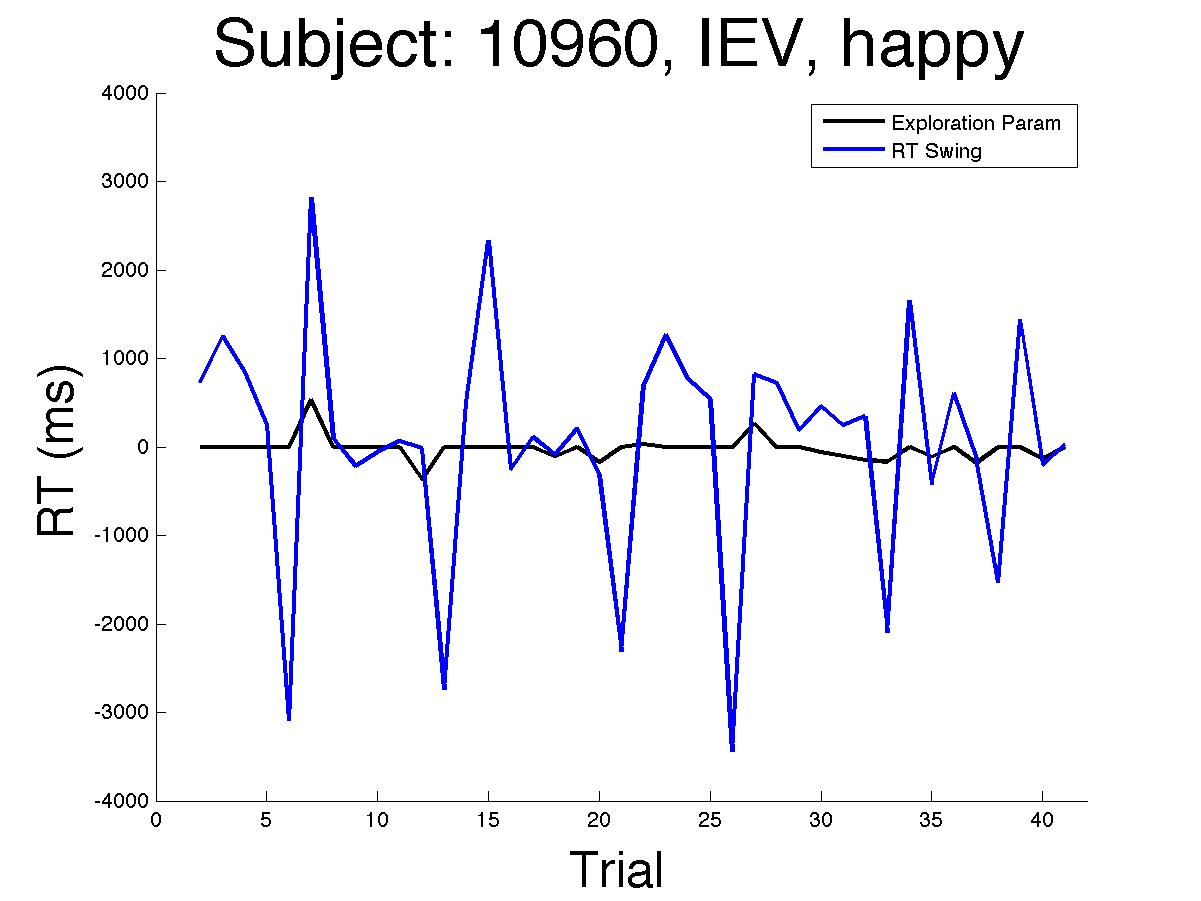 Subject: 10960, IEV, happy
Exploration Param
RT Swing
4000
3000
2000
1000
0
-1000
-2000
-3000
-4000
RT (ms)
0 5 10 15 20 25 30 35 40
Trial